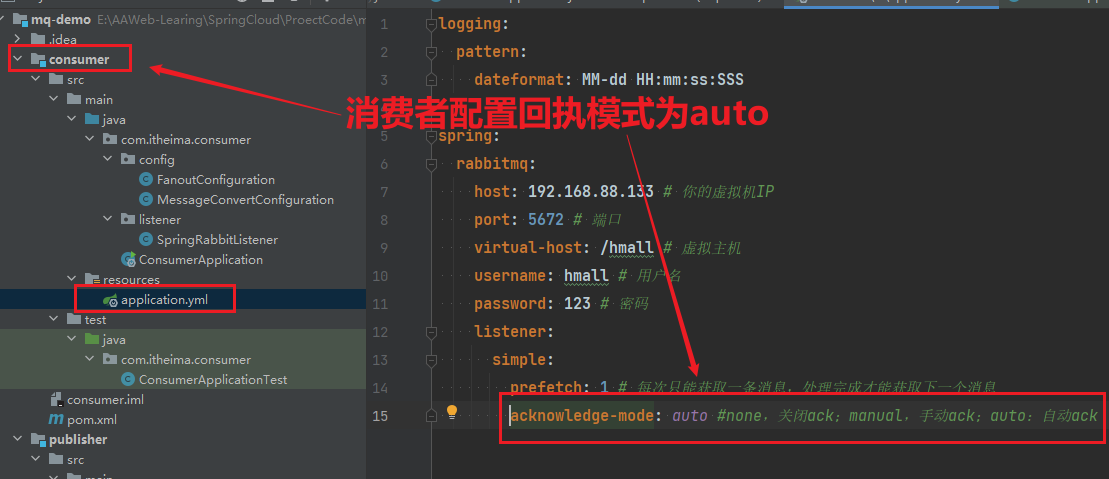 mq-demo E:\AAWeb-Learing\SpringCloud\ProectCode\m
.idea
consumer
src
main
java
com.itheima.consumer
config
FanoutConfiguration
MessageConvertConfiguration
listener
SpringRabbitListener
ConsumerApplication
resources
application.yml
test
java
com.itheima.consumer
ConsumerApplicationTest
consumer.iml
pom.xml
publisher
src
main
消费者配置回执模式为auto
1 logging:
2 pattern:
3 dateformat: MM-dd HH:mm:ss:SSS
5 spring:
6 rabbitmq:
7 host: 192.168.88.133 # 你的虚拟机IP
8 port: 5672 # 端口
9 virtual-host: /hmall # 虚拟主机
10 username: hmall # 用户名
11 password: 123 # 密码
12 listener:
13 simple:
14 prefetch: 1 # 每次只能获取一条消息，处理完成才能获取下一个消息
15 acknowledge-mode: auto #none，关闭ack；manual，手动ack；auto：自动ack